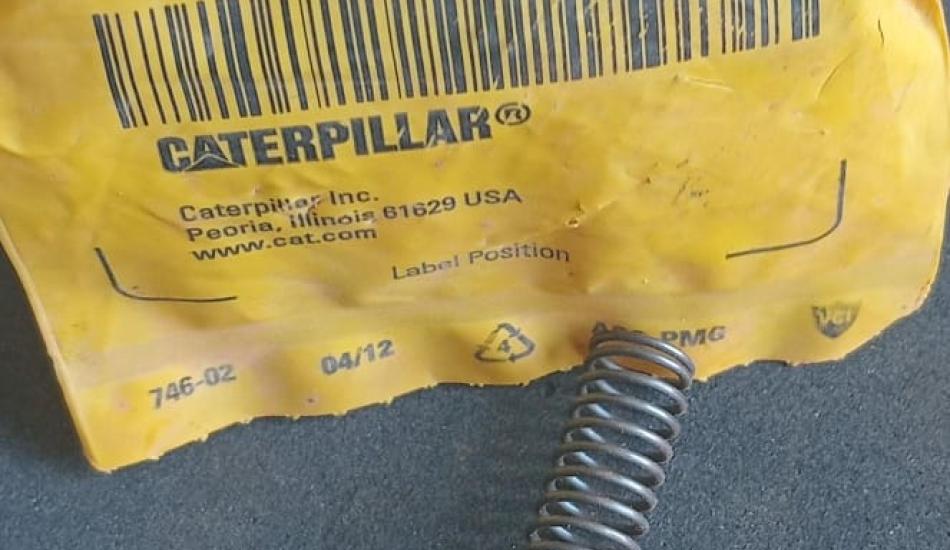 CATERPILLAR®
Caterpillar Inc.
Peoria, Illinois 61629 USA
www.cat.com
Label Position
746-02 04/12 4 PMG